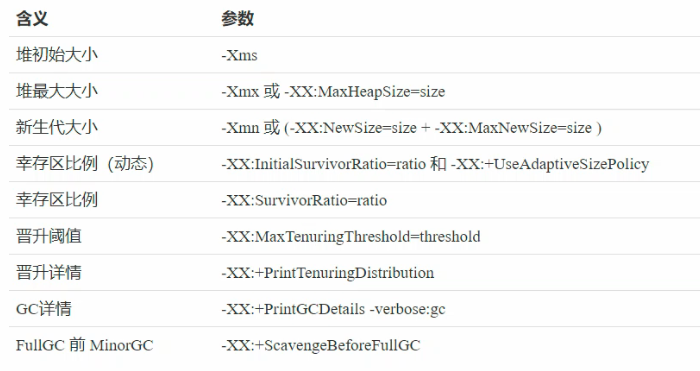 含义 参数
堆初始大小 -Xms
堆最大大小 -Xmx 或 -XX:MaxHeapSize=size
新生代大小 -Xmn 或 (-XX:NewSize=size + -XX:MaxNewSize=size )
幸存区比例（动态） -XX:InitialSurvivorRatio=ratio 和 -XX:+UseAdaptiveSizePolicy
幸存区比例 -XX:SurvivorRatio=ratio
晋升阈值 -XX:MaxTenuringThreshold=threshold
晋升详情 -XX:+PrintTenuringDistribution
GC详情 -XX:+PrintGCDetails -verbose:gc
FullGC 前 MinorGC -XX:+ScavengeBeforeFullGC